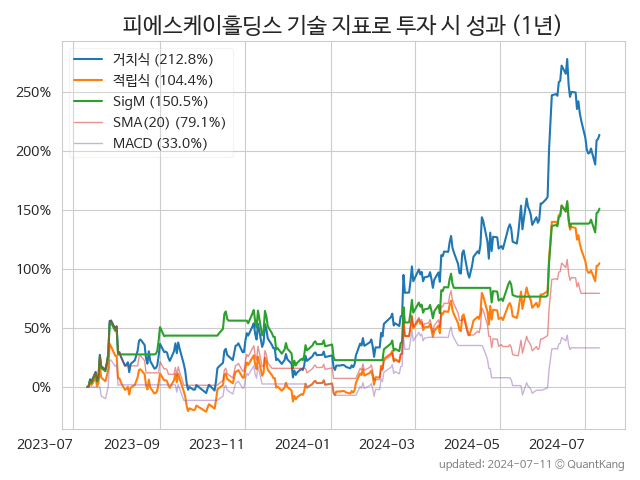 피에스케이홀딩스 기술 지표로 투자 시 성과 (1년)
거치식 (212.8%)
적립식 (104.4%)
SigM (150.5%)
SMA(20) (79.1%)
MACD (33.0%)
250%
200%
150%
100%
50%
0%
2023-07 2023-09 2023-11 2024-01 2024-03 2024-05 2024-07
updated: 2024-07-11 © QuantKang